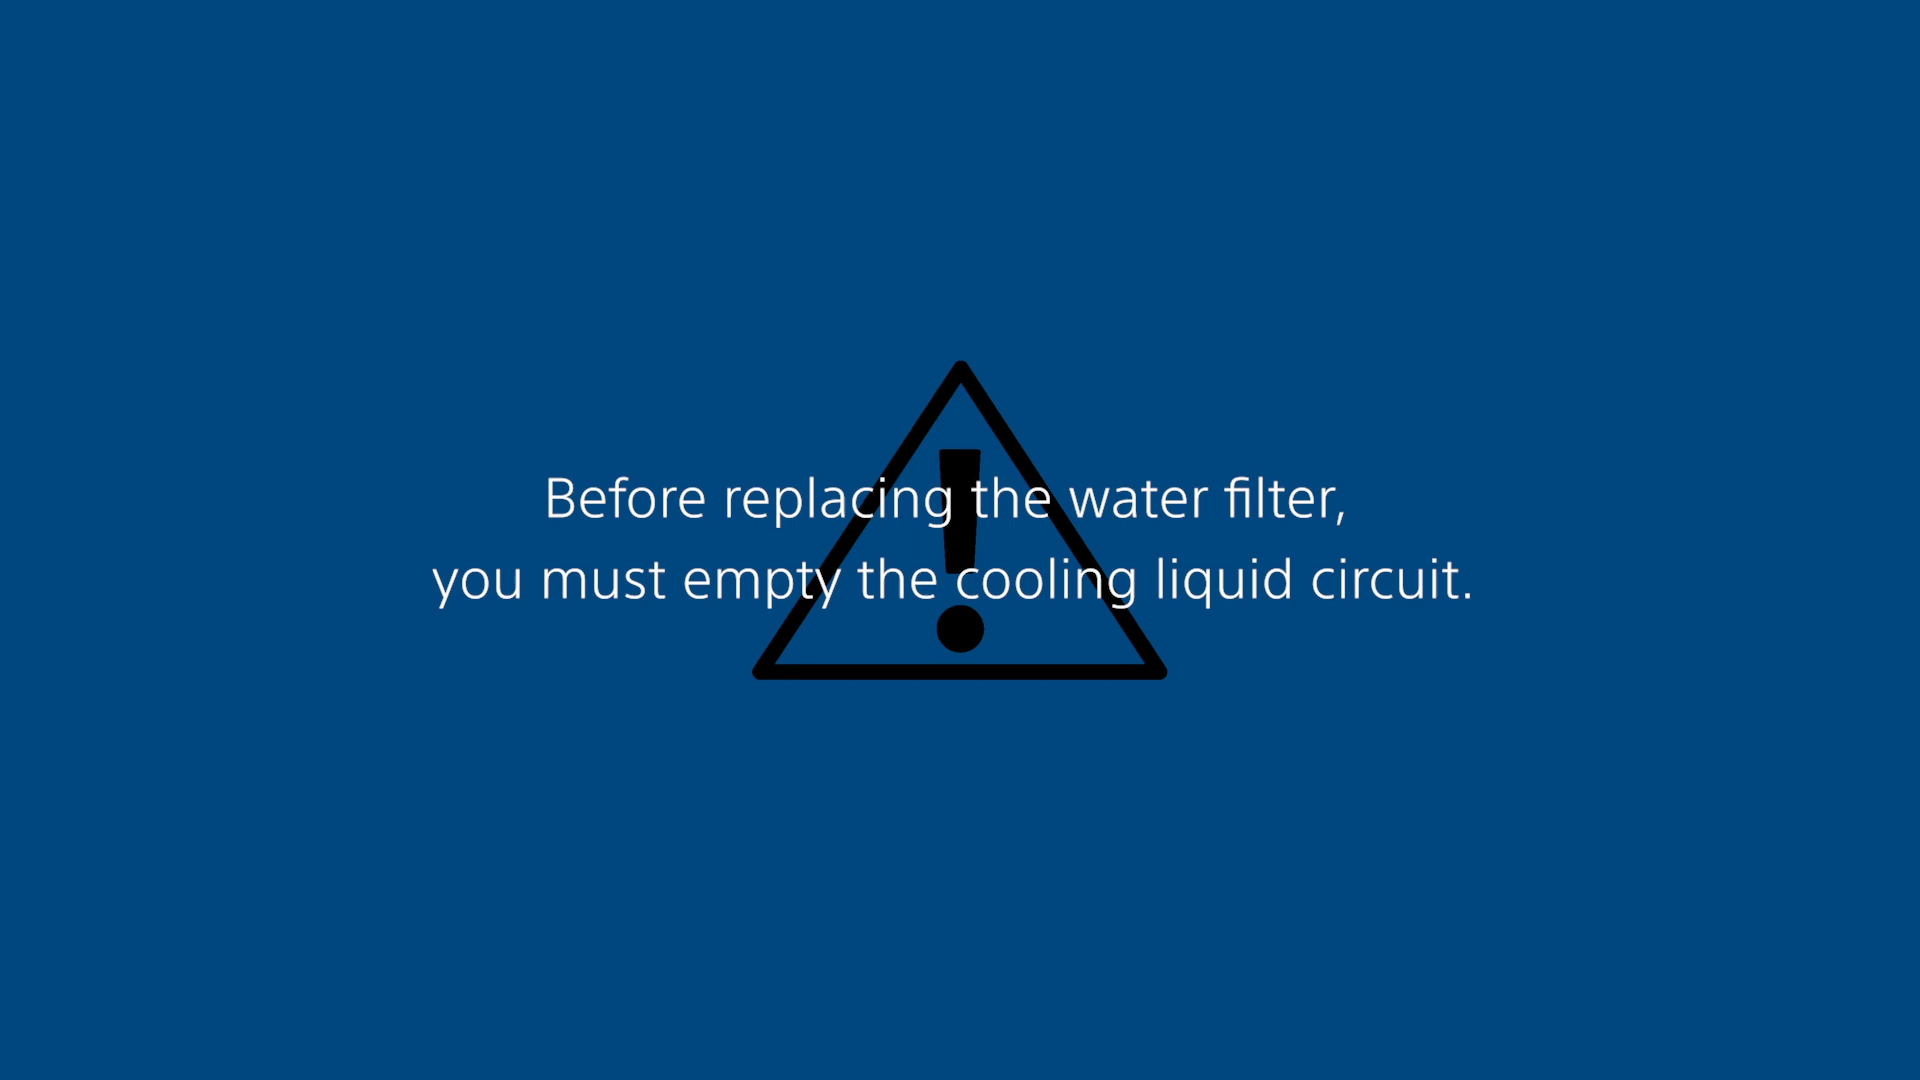 Before replacing the water filter,
you must empty the cooling liquid circuit.